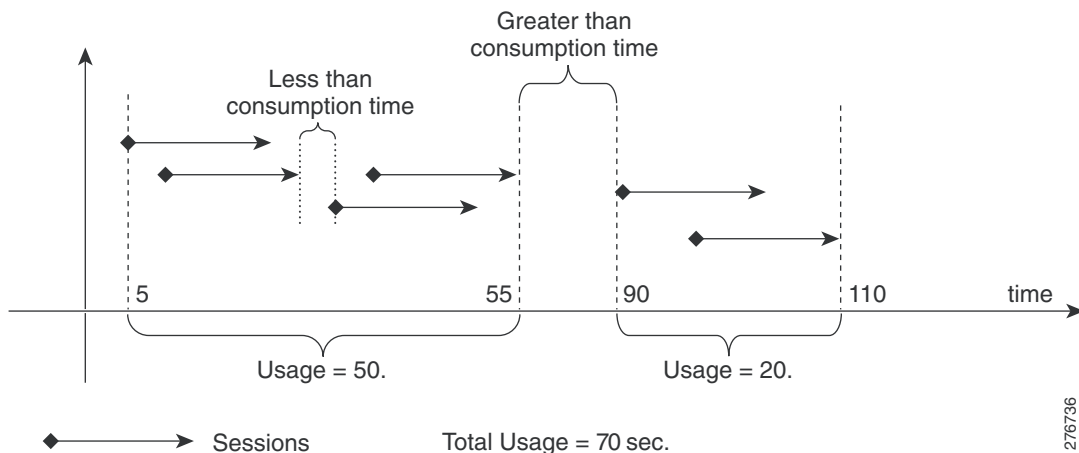 Greater than
consumption time
Less than
consumption time
5
55
90
110
time
Usage = 50.
Usage = 20.
Sessions
Total Usage = 70 sec.
276736